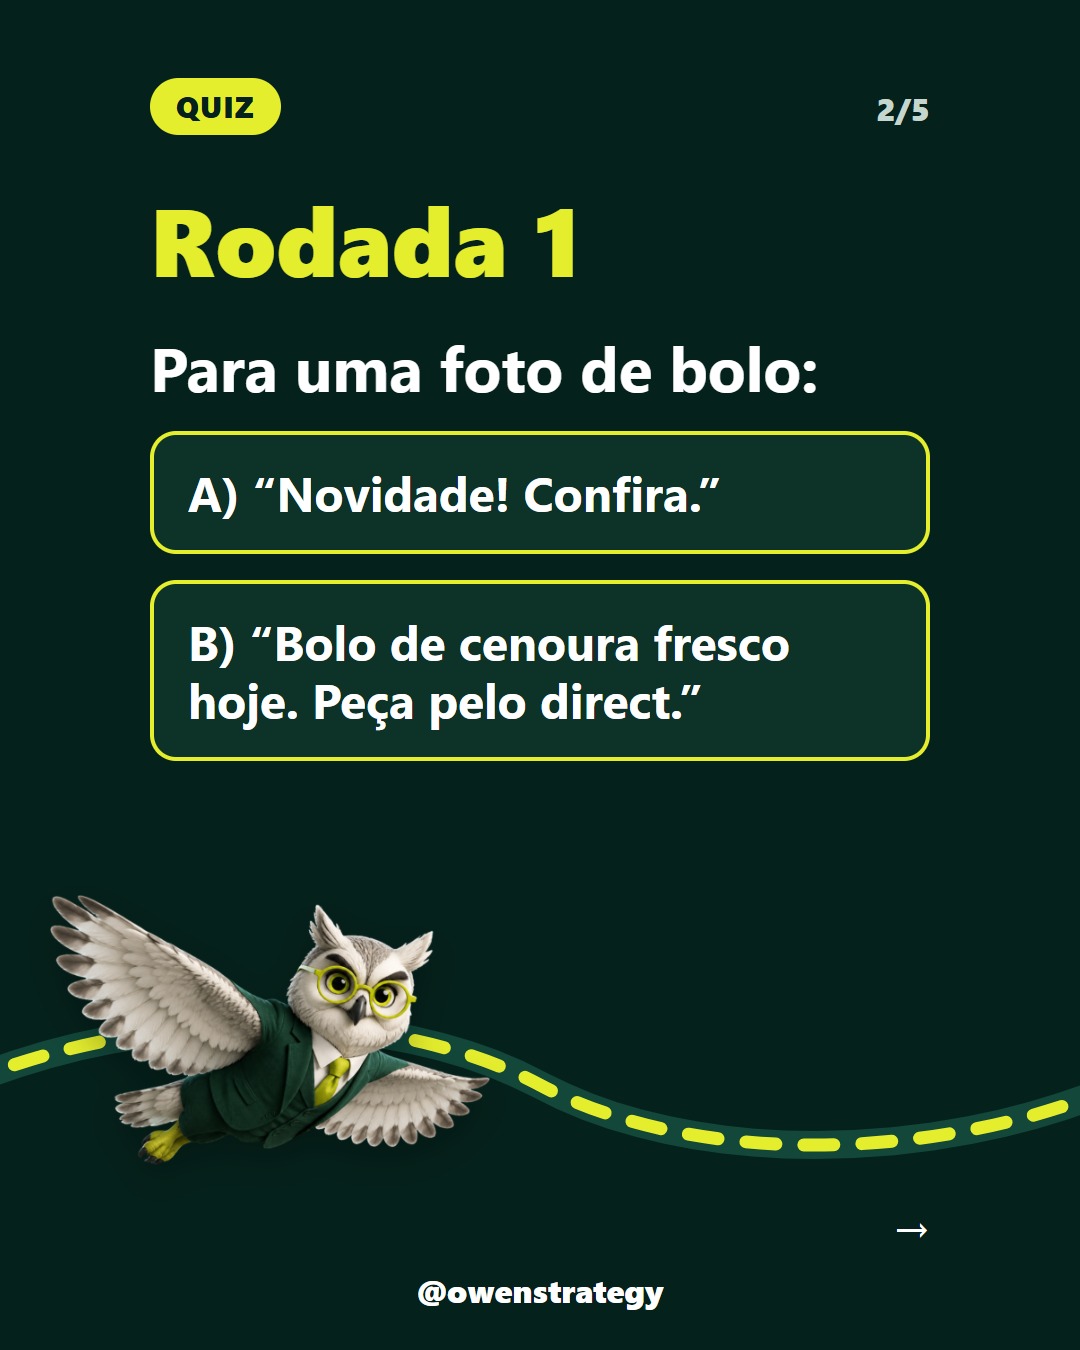 QUIZ
2/5
Rodada 1
Para uma foto de bolo:
A) “Novidade! Confira.”
B) “Bolo de cenoura fresco
hoje. Peça pelo direct.”
→
@owenstrategy